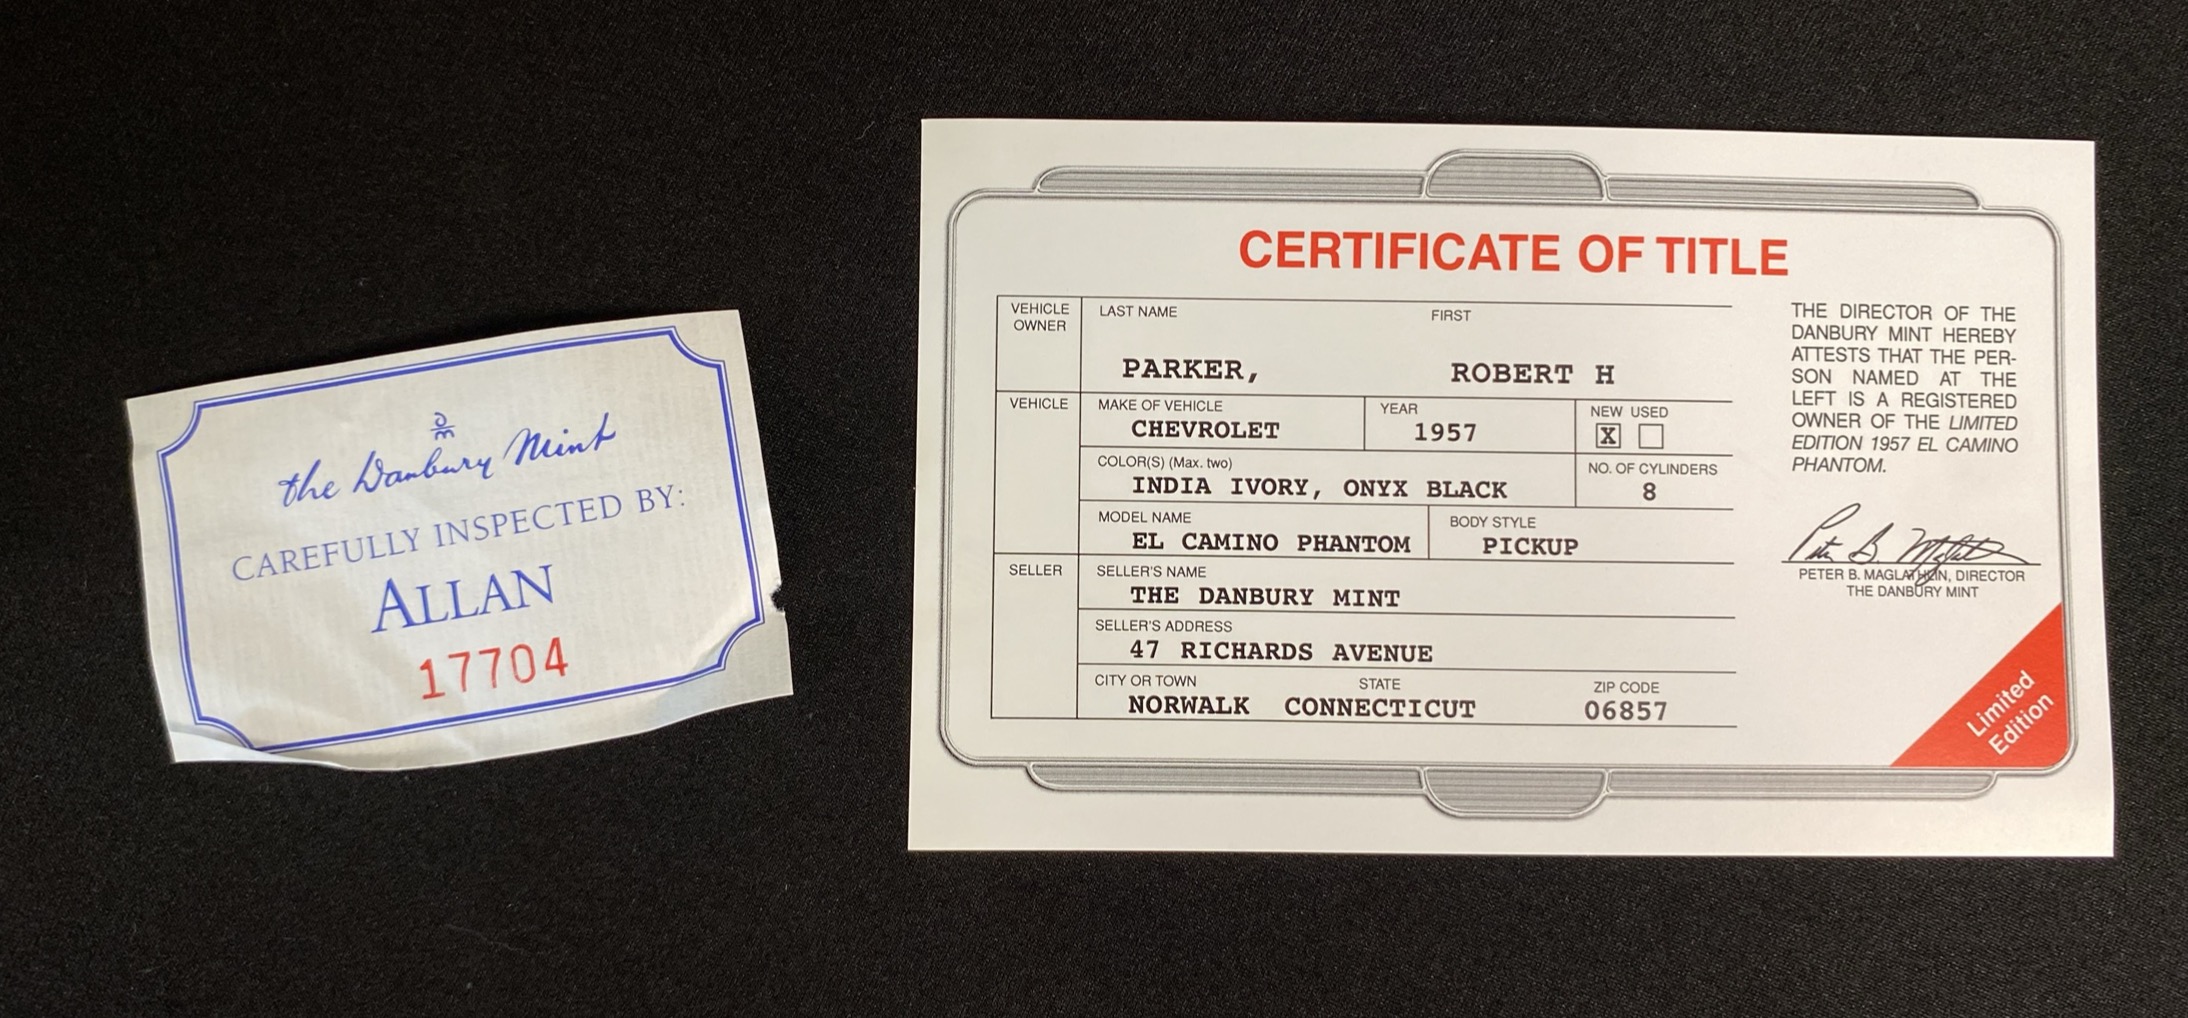 the Danbury Mint
CAREFULLY INSPECTED BY:
ALLAN
17704
CERTIFICATE OF TITLE
VEHICLE OWNER
LAST NAME FIRST
PARKER, ROBERT H
VEHICLE
MAKE OF VEHICLE
CHEVROLET
YEAR
1957
NEW USED
X
COLOR(S) (Max. two)
INDIA IVORY, ONYX BLACK
NO. OF CYLINDERS
8
MODEL NAME
EL CAMINO PHANTOM
BODY STYLE
PICKUP
SELLER
SELLER'S NAME
THE DANBURY MINT
SELLER'S ADDRESS
47 RICHARDS AVENUE
CITY OR TOWN STATE ZIP CODE
NORWALK CONNECTICUT 06857
THE DIRECTOR OF THE
DANBURY MINT HEREBY
ATTESTS THAT THE PER-
SON NAMED AT THE
LEFT IS A REGISTERED
OWNER OF THE LIMITED
EDITION 1957 EL CAMINO
PHANTOM.
Peter B. Maglathlin
PETER B. MAGLATHLIN, DIRECTOR
THE DANBURY MINT
Limited
Edition